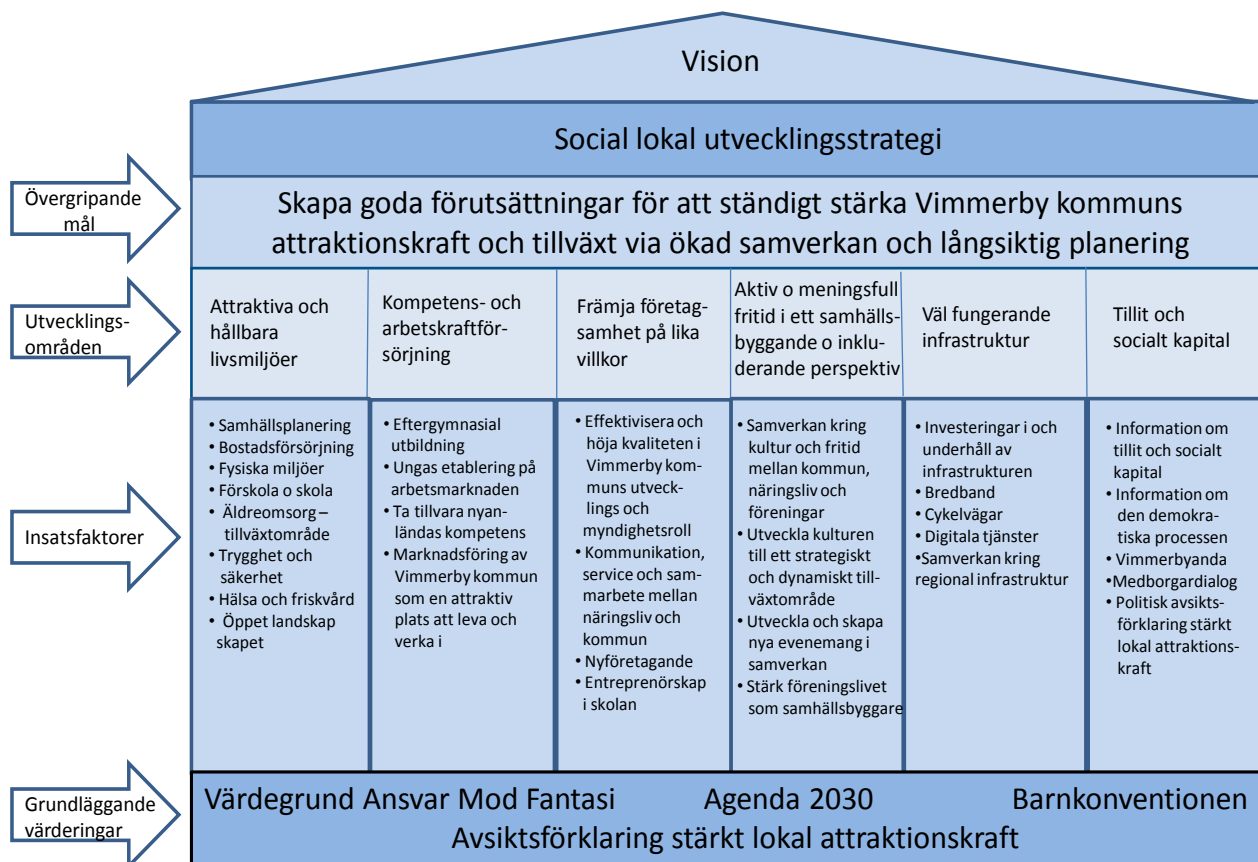 Vision
Social lokal utvecklingsstrategi
Övergripande
mål
Skapa goda förutsättningar för att ständigt stärka Vimmerby kommuns
attraktionskraft och tillväxt via ökad samverkan och långsiktig planering
Utvecklings-
områden
Attraktiva och
hållbara
livsmiljöer
Kompetens- och
arbetskraftför-
sörjning
Främja företag-
samhet på lika
villkor
Aktiv o meningsfull
fritid i ett samhälls-
byggande o inklu-
derande perspektiv
Väl fungerande
infrastruktur
Tillit och
socialt kapital
Insatsfaktorer
• Samhällsplanering
• Bostadsförsörjning
• Fysiska miljöer
• Förskola o skola
• Äldreomsorg –
tillväxtområde
• Trygghet och
säkerhet
• Hälsa och friskvård
• Öppet landskap
skapet
• Eftergymnasial
utbildning
• Ungas etablering på
arbetsmarknaden
• Ta tillvara nyan-
ländas kompetens
• Marknadsföring av
Vimmerby kommun
som en attraktiv
plats att leva och
verka i
• Effektivisera och
höja kvaliteten i
Vimmerby kom-
muns utveck-
lings och
myndighetsroll
• Kommunikation,
service och sam-
marbete mellan
näringsliv och
kommun
• Nyföretagande
• Entreprenörskap
i skolan
• Samverkan kring
kultur och fritid
mellan kommun,
näringsliv och
föreningar
• Utveckla kulturen
till ett strategiskt
och dynamiskt till-
växtområde
• Utveckla och skapa
nya evenemang i
samverkan
• Stärk föreningslivet
som samhällsbyggare
• Investeringar i och
underhåll av
infrastrukturen
• Bredband
• Cykelvägar
• Digitala tjänster
•Samverkan kring
regional infrastruktur
• Information om
tillit och socialt
kapital
• Information om
den demokra-
tiska processen
• Vimmerbyanda
• Medborgardialog
• Politisk avsikts-
förklaring stärkt
lokal attraktions-
kraft
Grundläggande
värderingar
Värdegrund Ansvar Mod Fantasi Agenda 2030 Barnkonventionen
Avsiktsförklaring stärkt lokal attraktionskraft